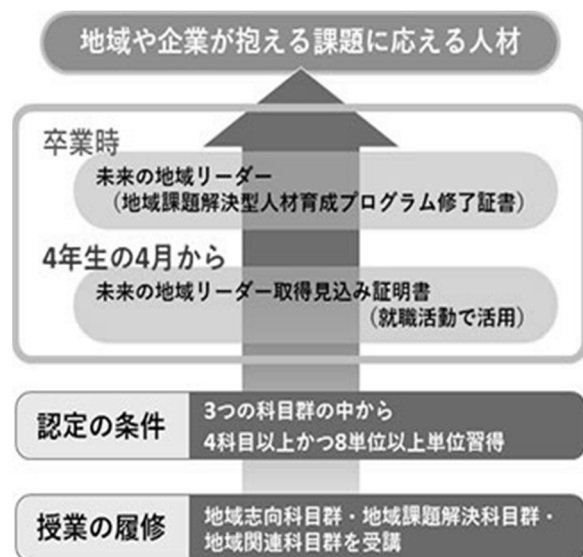 地域や企業が抱える課題に応える人材
卒業時
未来の地域リーダー
（地域課題解決型人材育成プログラム修了証書）
4年生の4月から
未来の地域リーダー取得見込み証明書
（就職活動で活用）
認定の条件
3つの科目群の中から
4科目以上かつ8単位以上単位習得
授業の履修
地域志向科目群・地域課題解決科目群・
地域関連科目群を受講